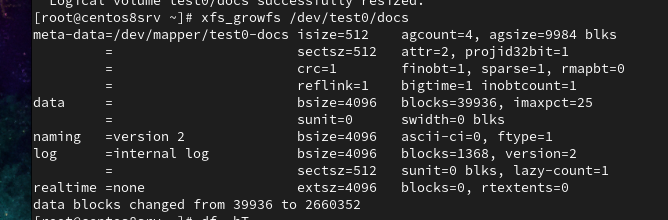 Logical volume test0/docs successfully resized.
[root@centos8srv ~]# xfs_growfs /dev/test0/docs
meta-data=/dev/mapper/test0-docs isize=512    agcount=4, agsize=9984 blks
         =                       sectsz=512   attr=2, projid32bit=1
         =                       crc=1        finobt=1, sparse=1, rmapbt=0
         =                       reflink=1    bigtime=1 inobtcount=1
data     =                       bsize=4096   blocks=39936, imaxpct=25
         =                       sunit=0      swidth=0 blks
naming   =version 2              bsize=4096   ascii-ci=0, ftype=1
log      =internal log           bsize=4096   blocks=1368, version=2
         =                       sectsz=512   sunit=0 blks, lazy-count=1
realtime =none                   extsz=4096   blocks=0, rtextents=0
data blocks changed from 39936 to 2660352
[root@centos8srv ~]# df -hT